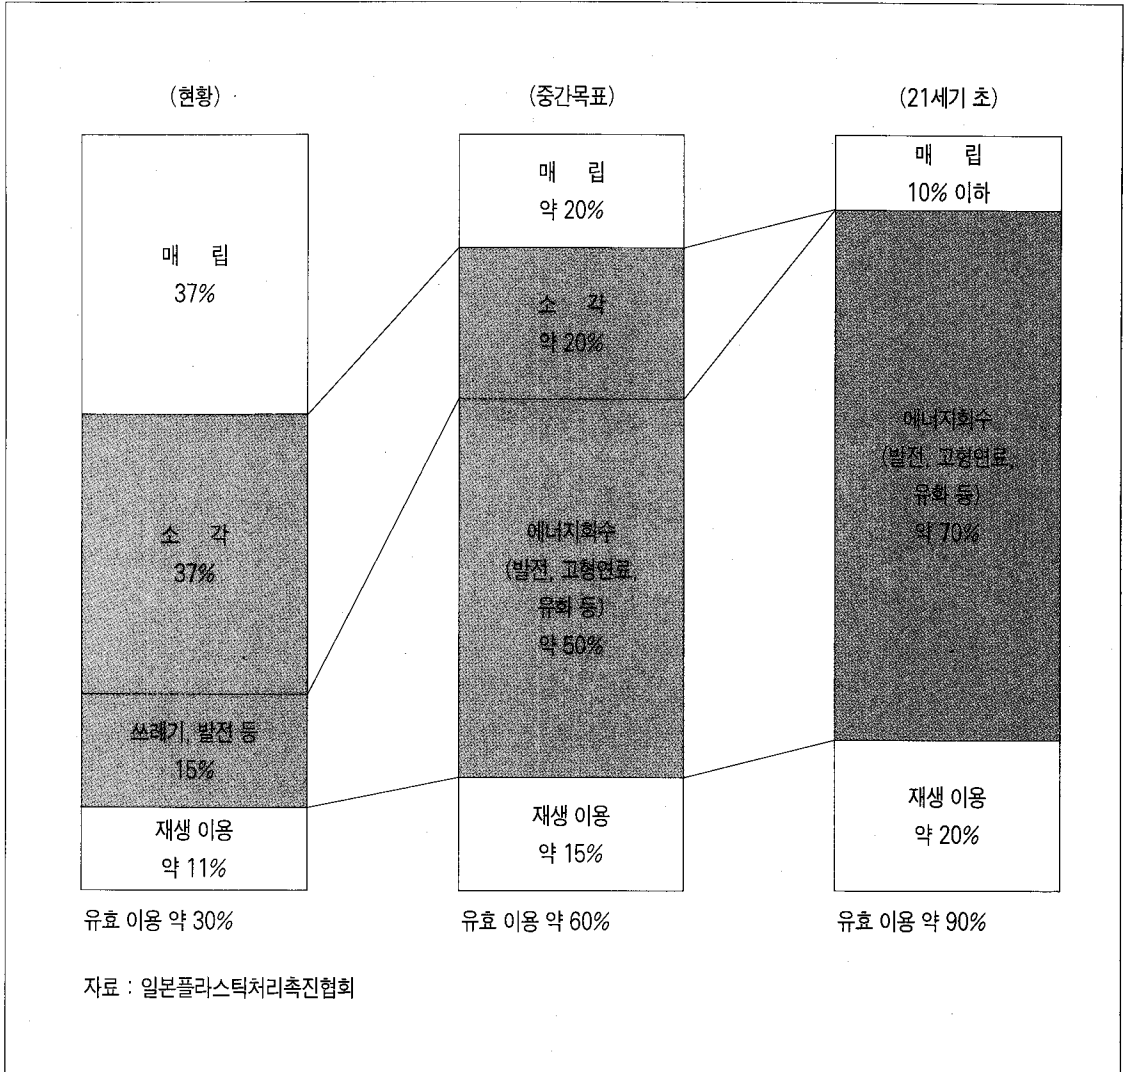 (현황)
매 립
37%
소 각
37%
쓰레기, 발전 등
15%
재생 이용
약 11%
유효 이용 약 30%
(중간목표)
매 립
약 20%
소 각
약 20%
에너지회수
(발전, 고형연료,
유화 등)
약 50%
재생 이용
약 15%
유효 이용 약 60%
(21세기 초)
매 립
10% 이하
에너지회수
(발전, 고형연료,
유화 등)
약 70%
재생 이용
약 20%
유효 이용 약 90%
자료 : 일본플라스틱처리촉진협회